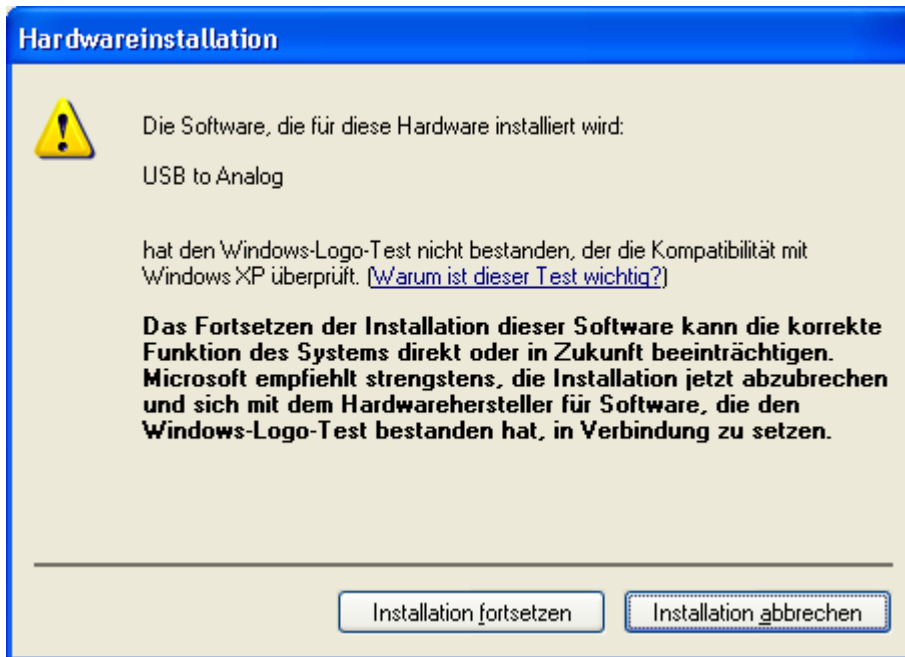 Hardwareinstallation
Die Software, die für diese Hardware installiert wird:
USB to Analog
hat den Windows-Logo-Test nicht bestanden, der die Kompatibilität mit
Windows XP überprüft. (Warum ist dieser Test wichtig?)
Das Fortsetzen der Installation dieser Software kann die korrekte
Funktion des Systems direkt oder in Zukunft beeinträchtigen.
Microsoft empfiehlt strengstens, die Installation jetzt abzubrechen
und sich mit dem Hardwarehersteller für Software, die den
Windows-Logo-Test bestanden hat, in Verbindung zu setzen.
Installation fortsetzen
Installation abbrechen